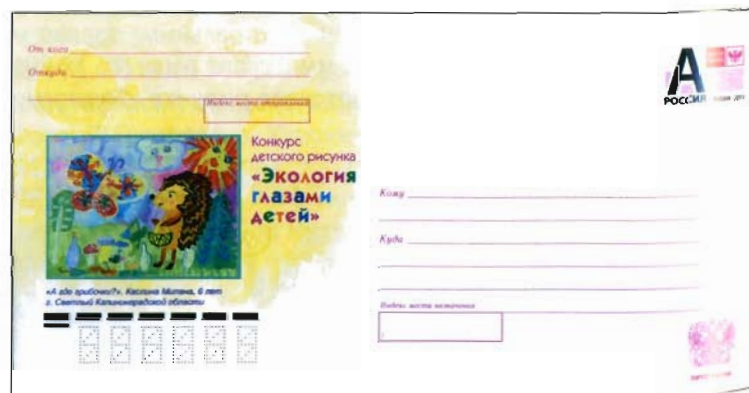 От кого
Откуда
Индекс места отправления
Конкурс
детского рисунка
«Экология
глазами
детей»
«А где грибочки?». Милана, 6 лет
г. Светлый Калининградской области
А
РОССИЯ
Кому
Куда
Индекс места назначения